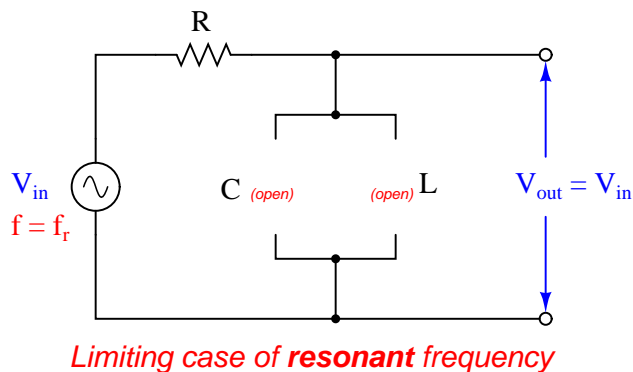 R
C (open)
(open) L
V_in
f = f_r
V_out = V_in
Limiting case of resonant frequency